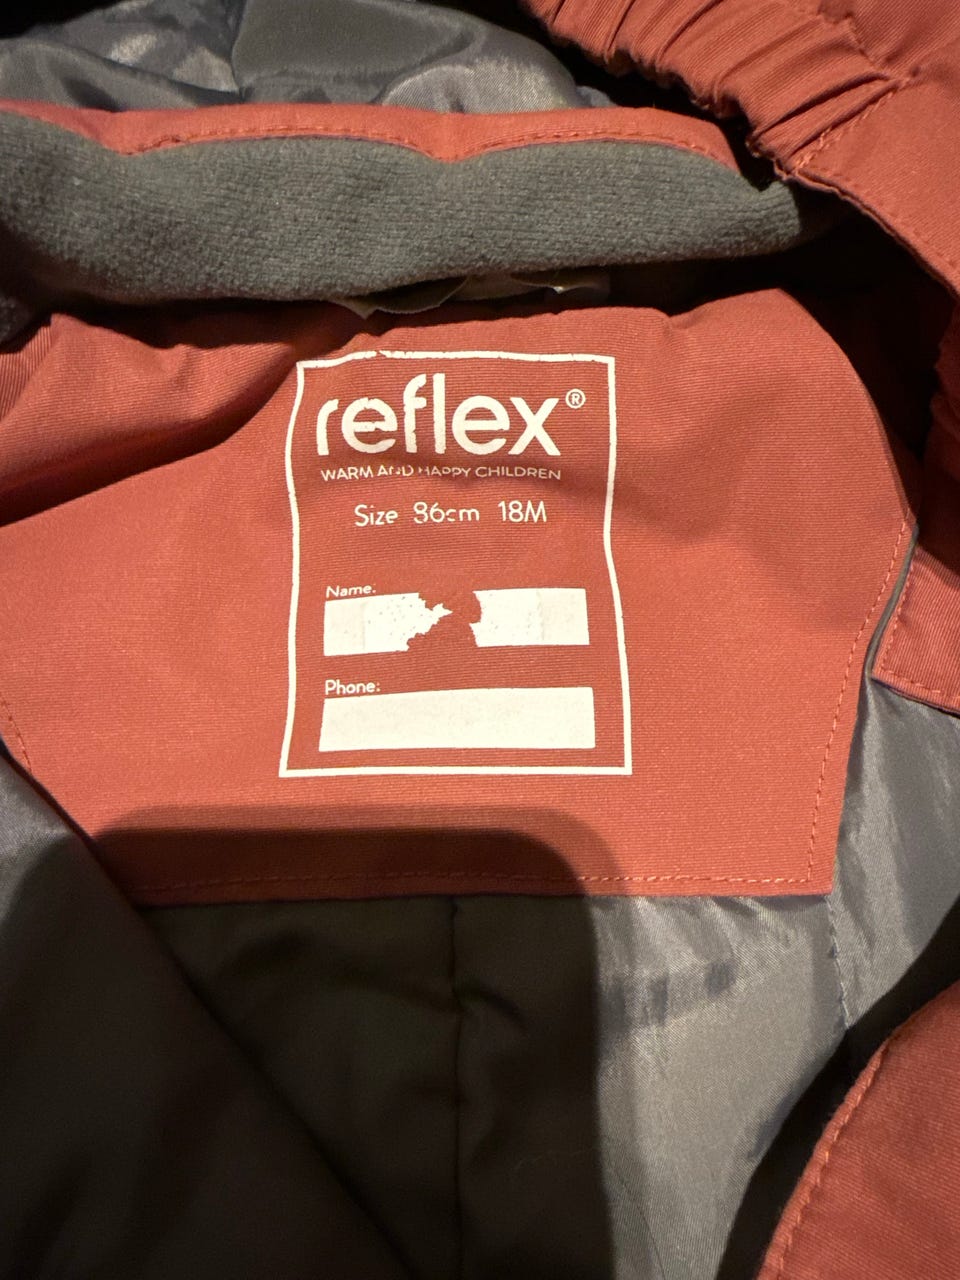 reflex®
WARM AND HAPPY CHILDREN
Size 86cm 18M
Name:
Phone: